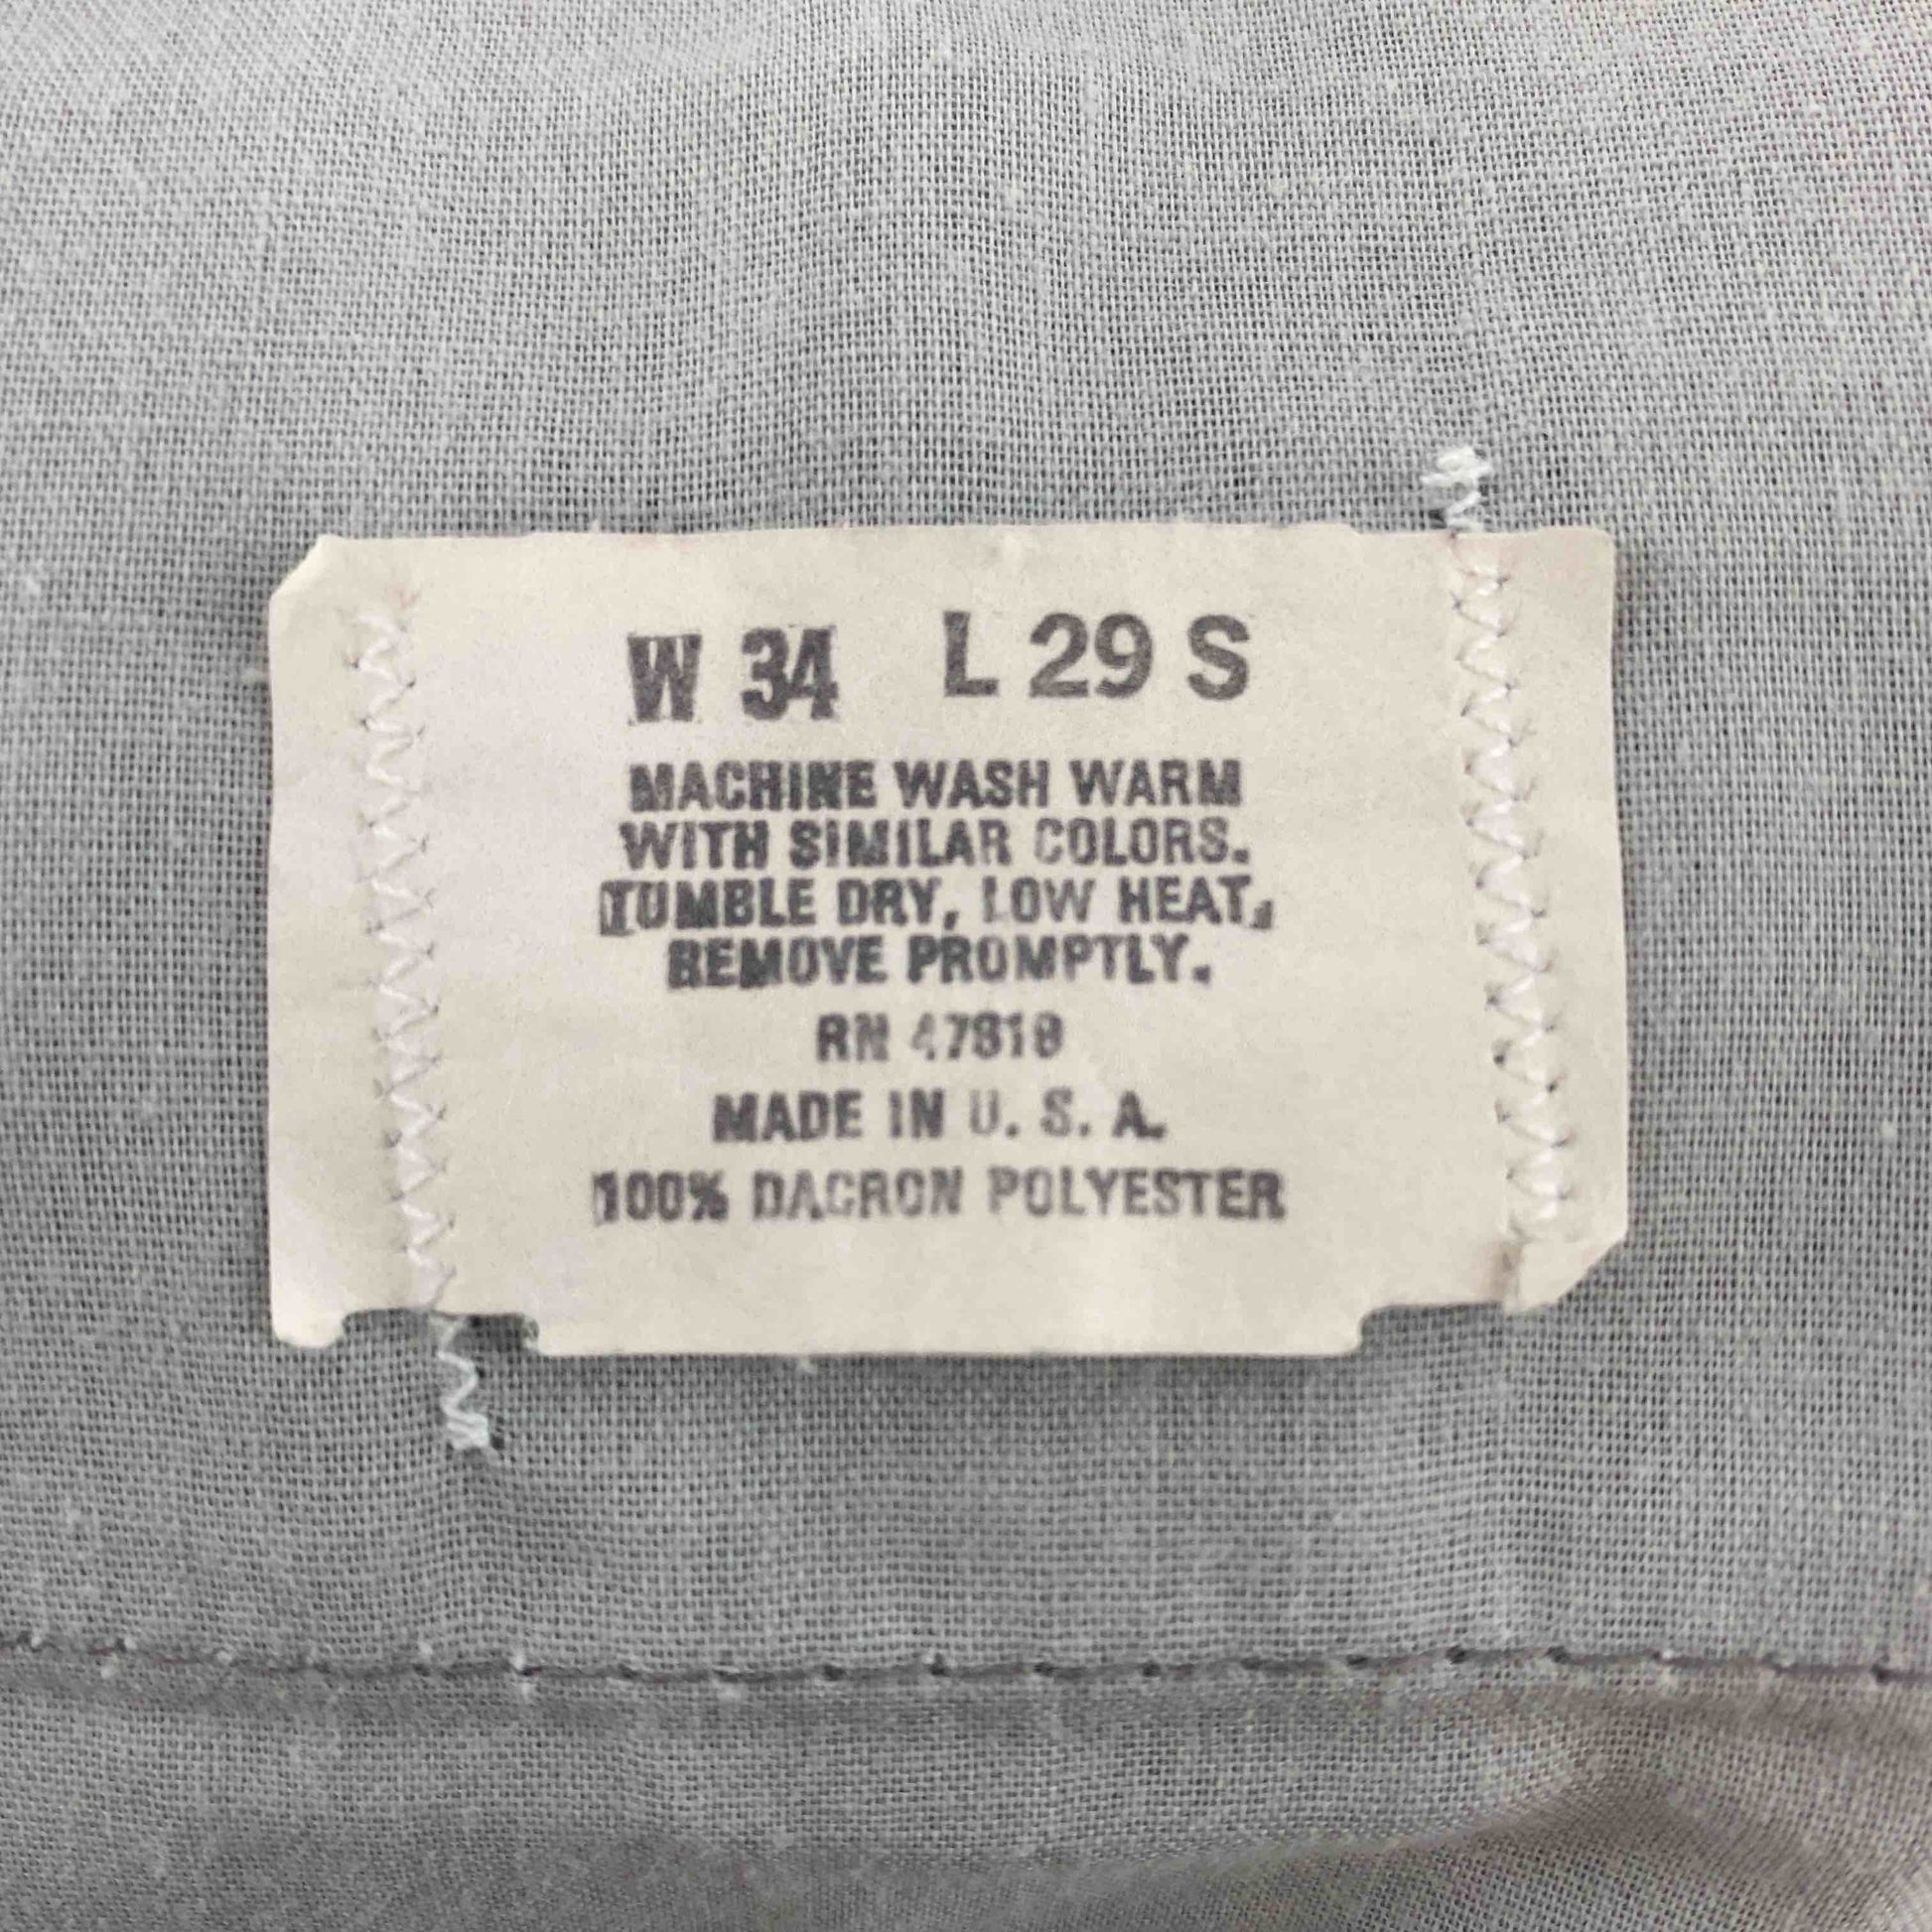 W 34 L 29 S
MACHINE WASH WARM
WITH SIMILAR COLORS.
TUMBLE DRY, LOW HEAT,
REMOVE PROMPTLY.
RN 47819
MADE IN U. S. A.
100% DACRON POLYESTER